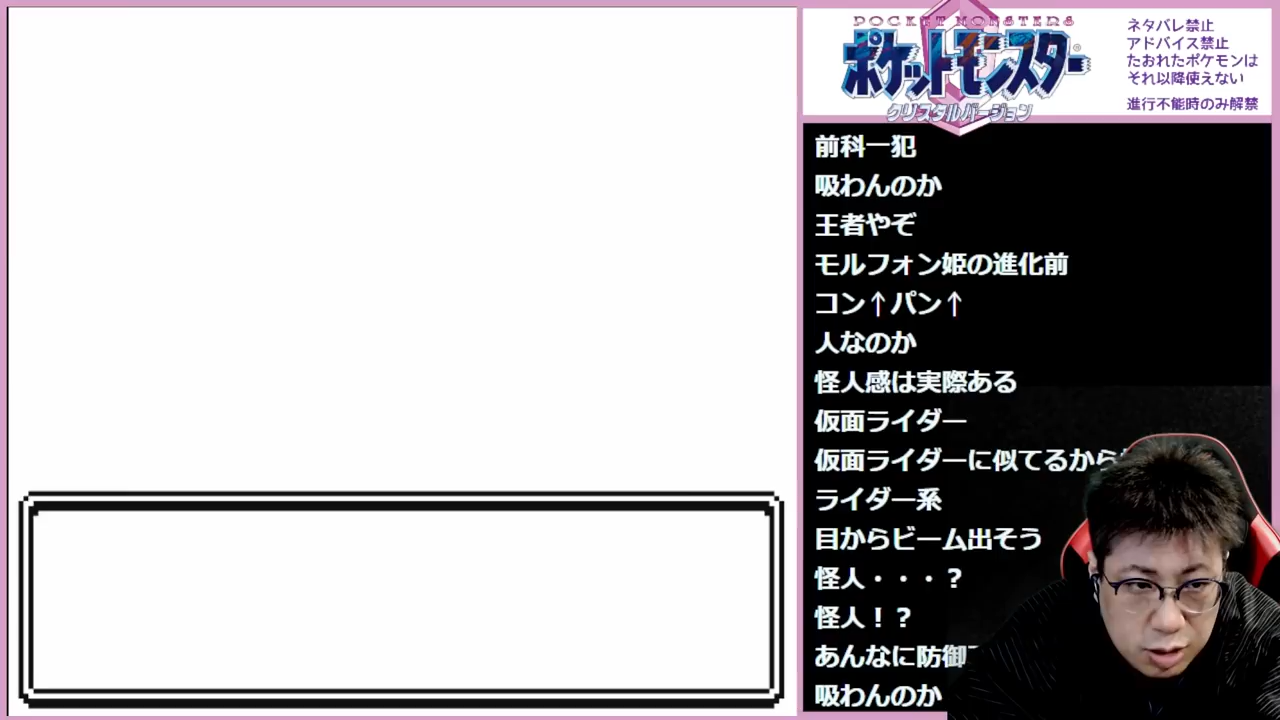 POCKET MONSTERS
ポケットモンスター
クリスタルバージョン
ネタバレ禁止
アドバイス禁止
たおれたポケモンは
それ以降使えない
進行不能時のみ解禁
前科一犯
吸わんのか
王者やぞ
モルフォン姫の進化前
コン↑パン↑
人なのか
怪人感は実際ある
仮面ライダー
仮面ライダーに似てるから
ライダー系
目からビーム出そう
怪人・・・？
怪人！？
あんなに防御
吸わんのか